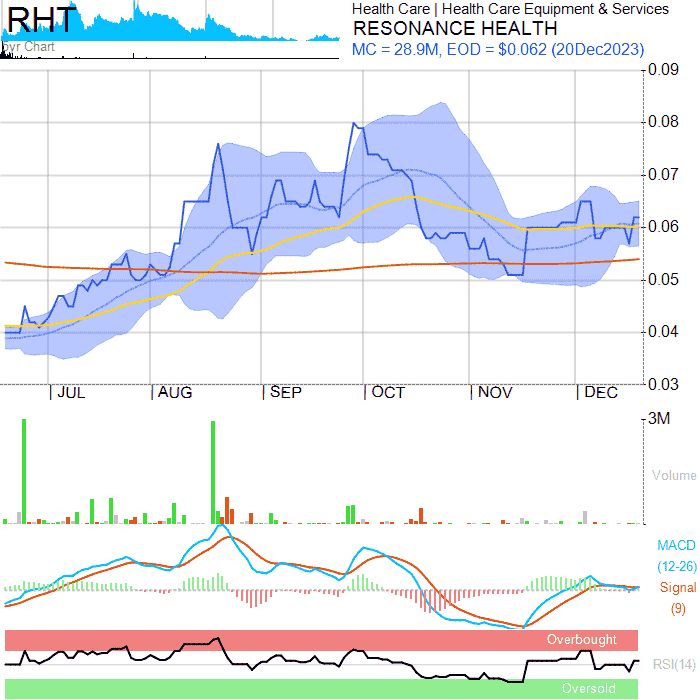 RHT
5yr Chart
Health Care | Health Care Equipment & Services
RESONANCE HEALTH
MC = 28.9M, EOD = $0.062 (20Dec2023)
0.09
0.08
0.07
0.06
0.05
0.04
0.03
JUL AUG SEP OCT NOV DEC
3M
Volume
MACD
(12-26)
Signal
(9)
Overbought
RSI(14)
Oversold